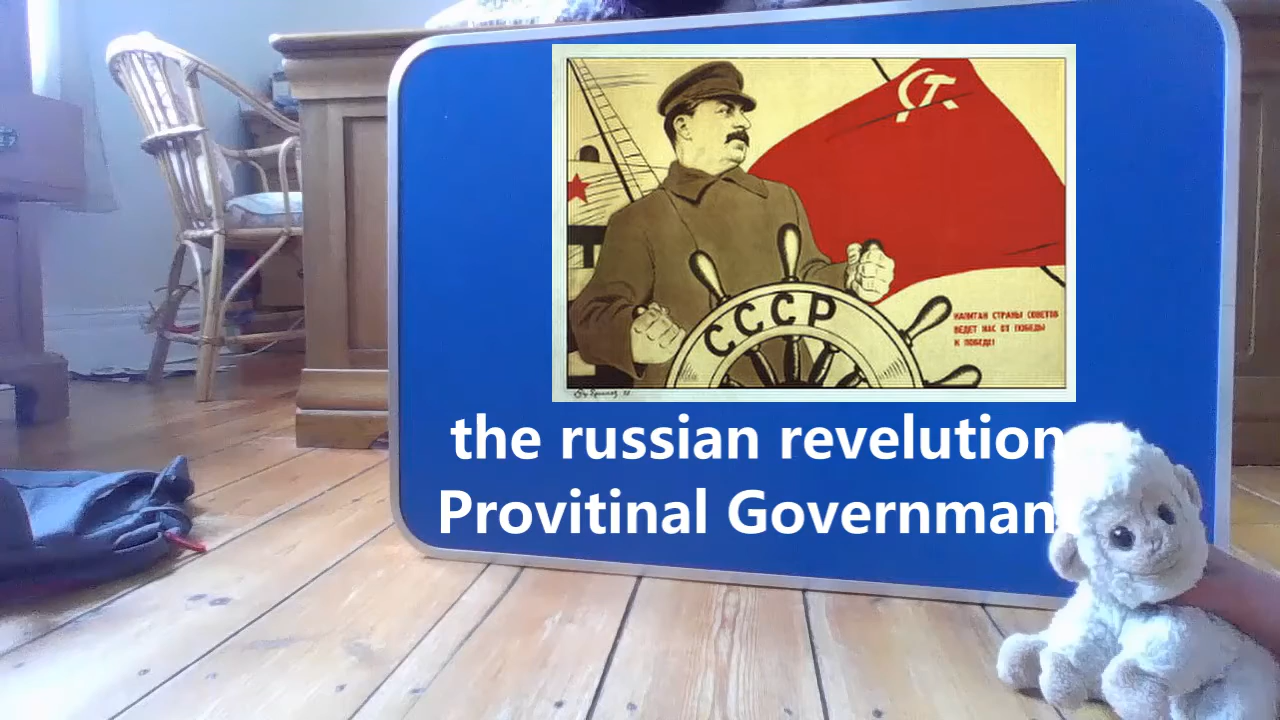 СССР
КАПИТАН СТРАНЫ СОВЕТОВ
ВЕДЕТ НАС ОТ ПОБЕДЫ
К ПОБЕДЕ!
the russian revelution
Provitinal Governman